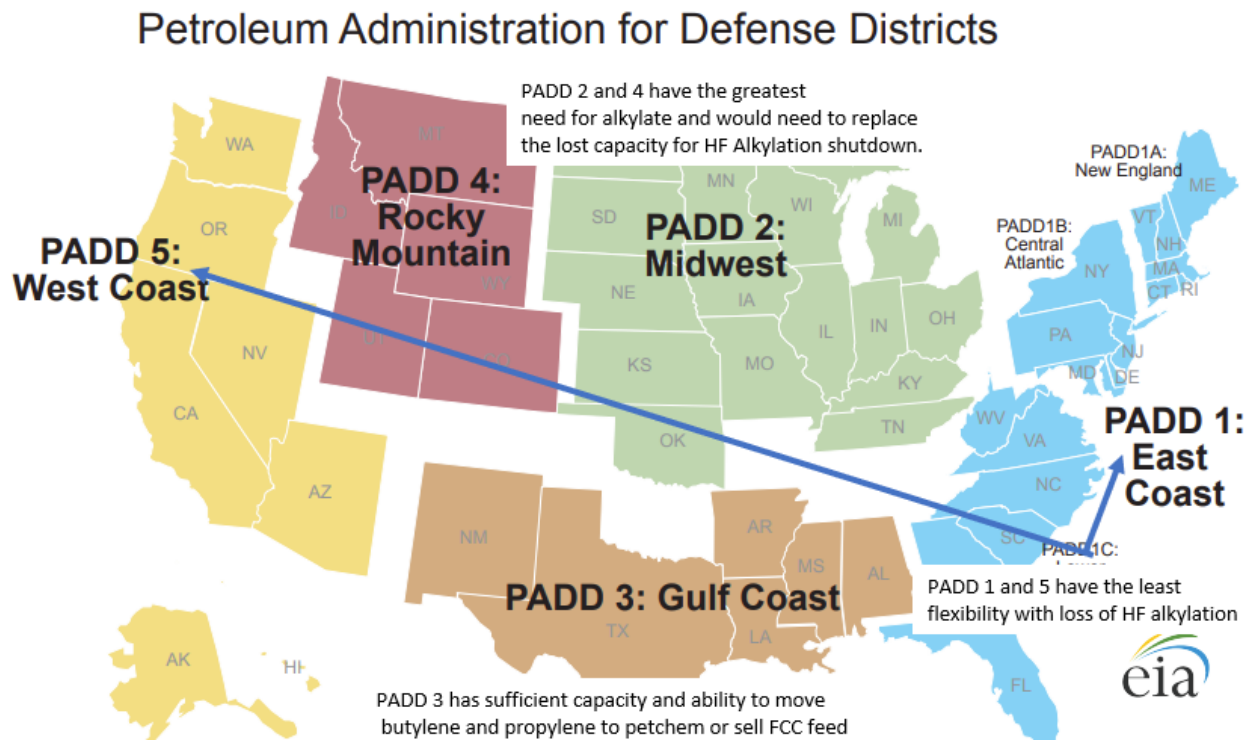 Petroleum Administration for Defense Districts
PADD 2 and 4 have the greatest
need for alkylate and would need to replace
the lost capacity for HF Alkylation shutdown.
PADD1A:
New England
PADD1B:
Central
Atlantic
PADD 4:
Rocky
Mountain
PADD 2:
Midwest
PADD 5:
West Coast
PADD 1:
East
Coast
PADD 3: Gulf Coast
PADD1C:
WA
MT
OR
ID
WY
NV
CA
UT
CO
AZ
NM
SD
NE
KS
OK
MN
IA
MO
WI
IL
MI
IN
OH
KY
TN
AR
MS
AL
LA
TX
ME
VT
NH
MA
CT
RI
NY
PA
NJ
MD
DE
WV
VA
NC
SC
FL
AK
HI
PADD 1 and 5 have the least
flexibility with loss of HF alkylation
PADD 3 has sufficient capacity and ability to move
butylene and propylene to petchem or sell FCC feed
eia